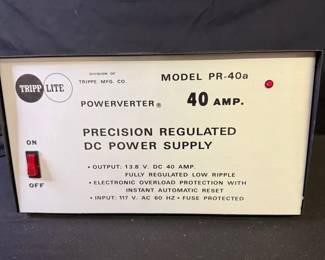 TRIPP LITE
DIVISION OF
TRIPPE MFG. CO.
MODEL PR-40a
POWERVERTER® 40 AMP.
PRECISION REGULATED
DC POWER SUPPLY
ON
OFF
• OUTPUT: 13.8 V. DC 40 AMP.
FULLY REGULATED LOW RIPPLE
• ELECTRONIC OVERLOAD PROTECTION WITH
INSTANT AUTOMATIC RESET
• INPUT: 117 V. AC 60 HZ • FUSE PROTECTED